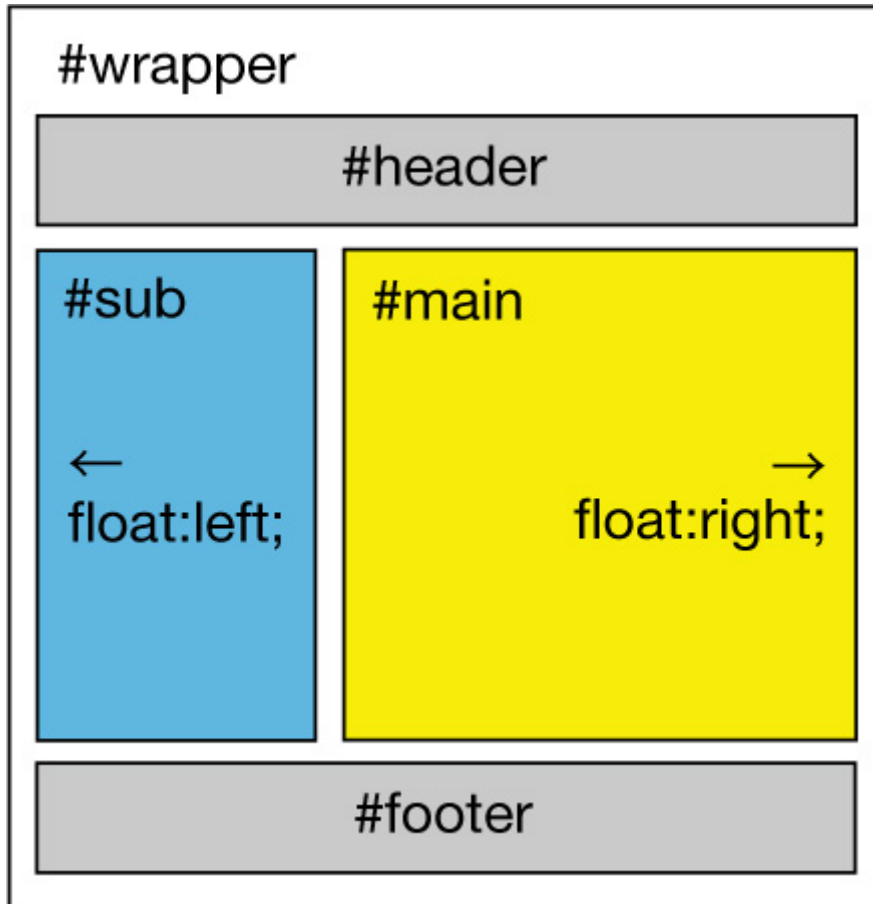 #wrapper
#header
#sub
←
float:left;
#main
→
float:right;
#footer